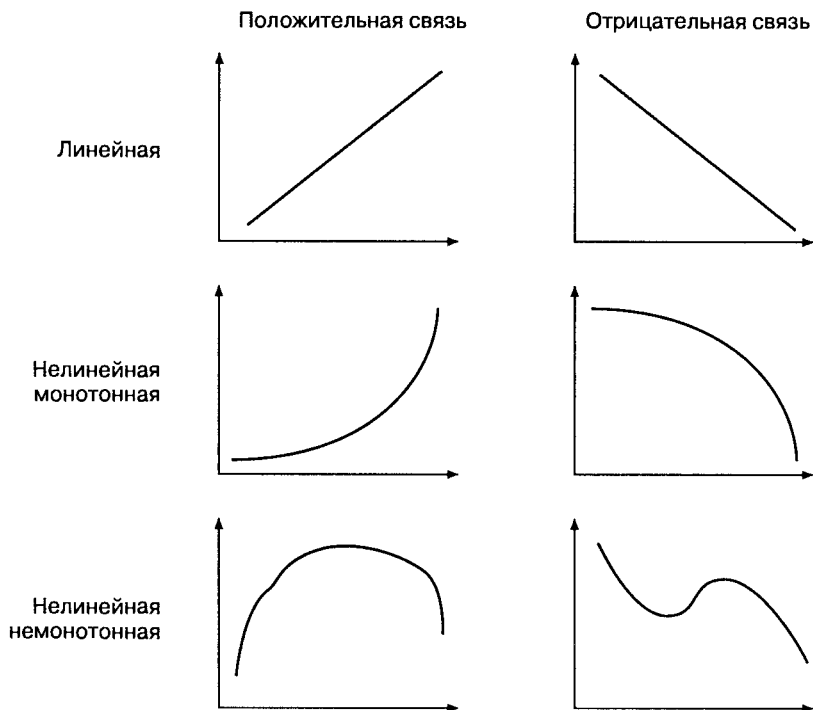 Положительная связь
Отрицательная связь
Линейная
Нелинейная
монотонная
Нелинейная
немонотонная